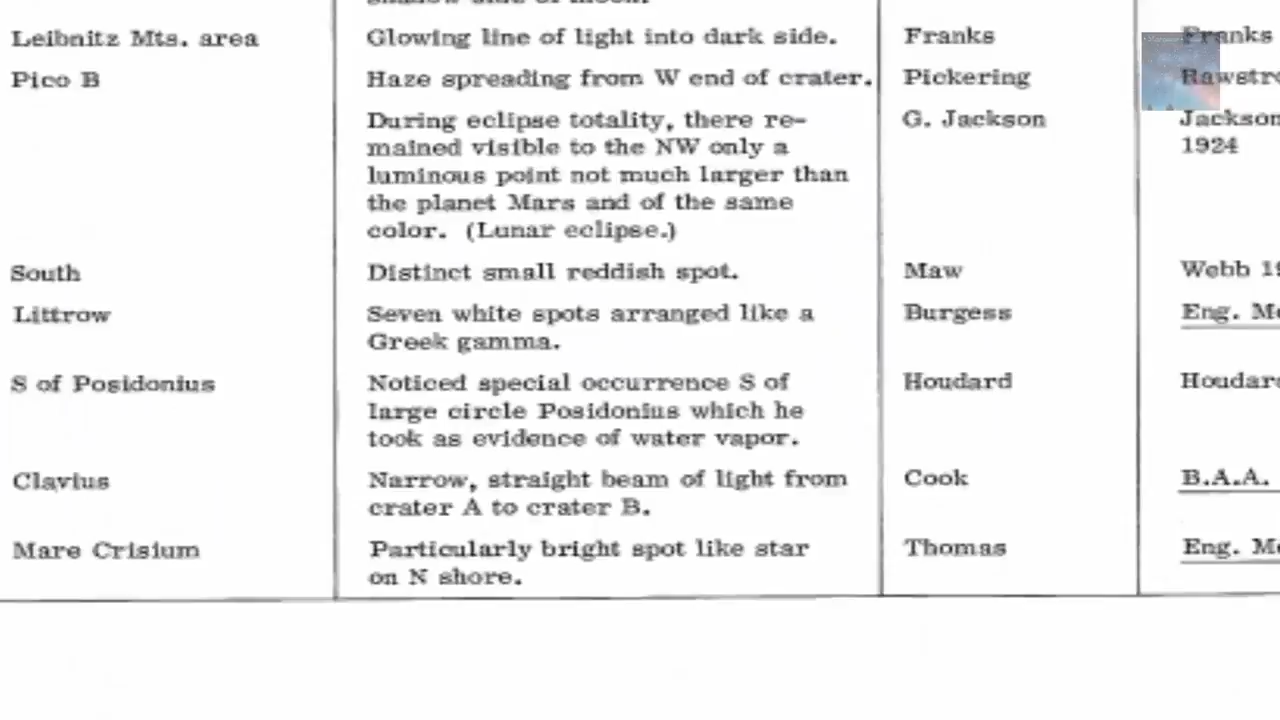 Leibnitz Mts. area Glowing line of light into dark side. Franks Franks
Pico B Haze spreading from W end of crater. Pickering
During eclipse totality, there re- G. Jackson Jackson
mained visible to the NW only a 1924
luminous point not much larger than
the planet Mars and of the same
color. (Lunar eclipse.)
South Distinct small reddish spot. Maw Webb
Littrow Seven white spots arranged like a Burgess Eng.
Greek gamma.
S of Posidonius Noticed special occurrence S of Houdard
large circle Posidonius which he
took as evidence of water vapor.
Clavius Narrow, straight beam of light from Cook B.A.A.
crater A to crater B.
Mare Crisium Particularly bright spot like star Thomas Eng.
on N shore.